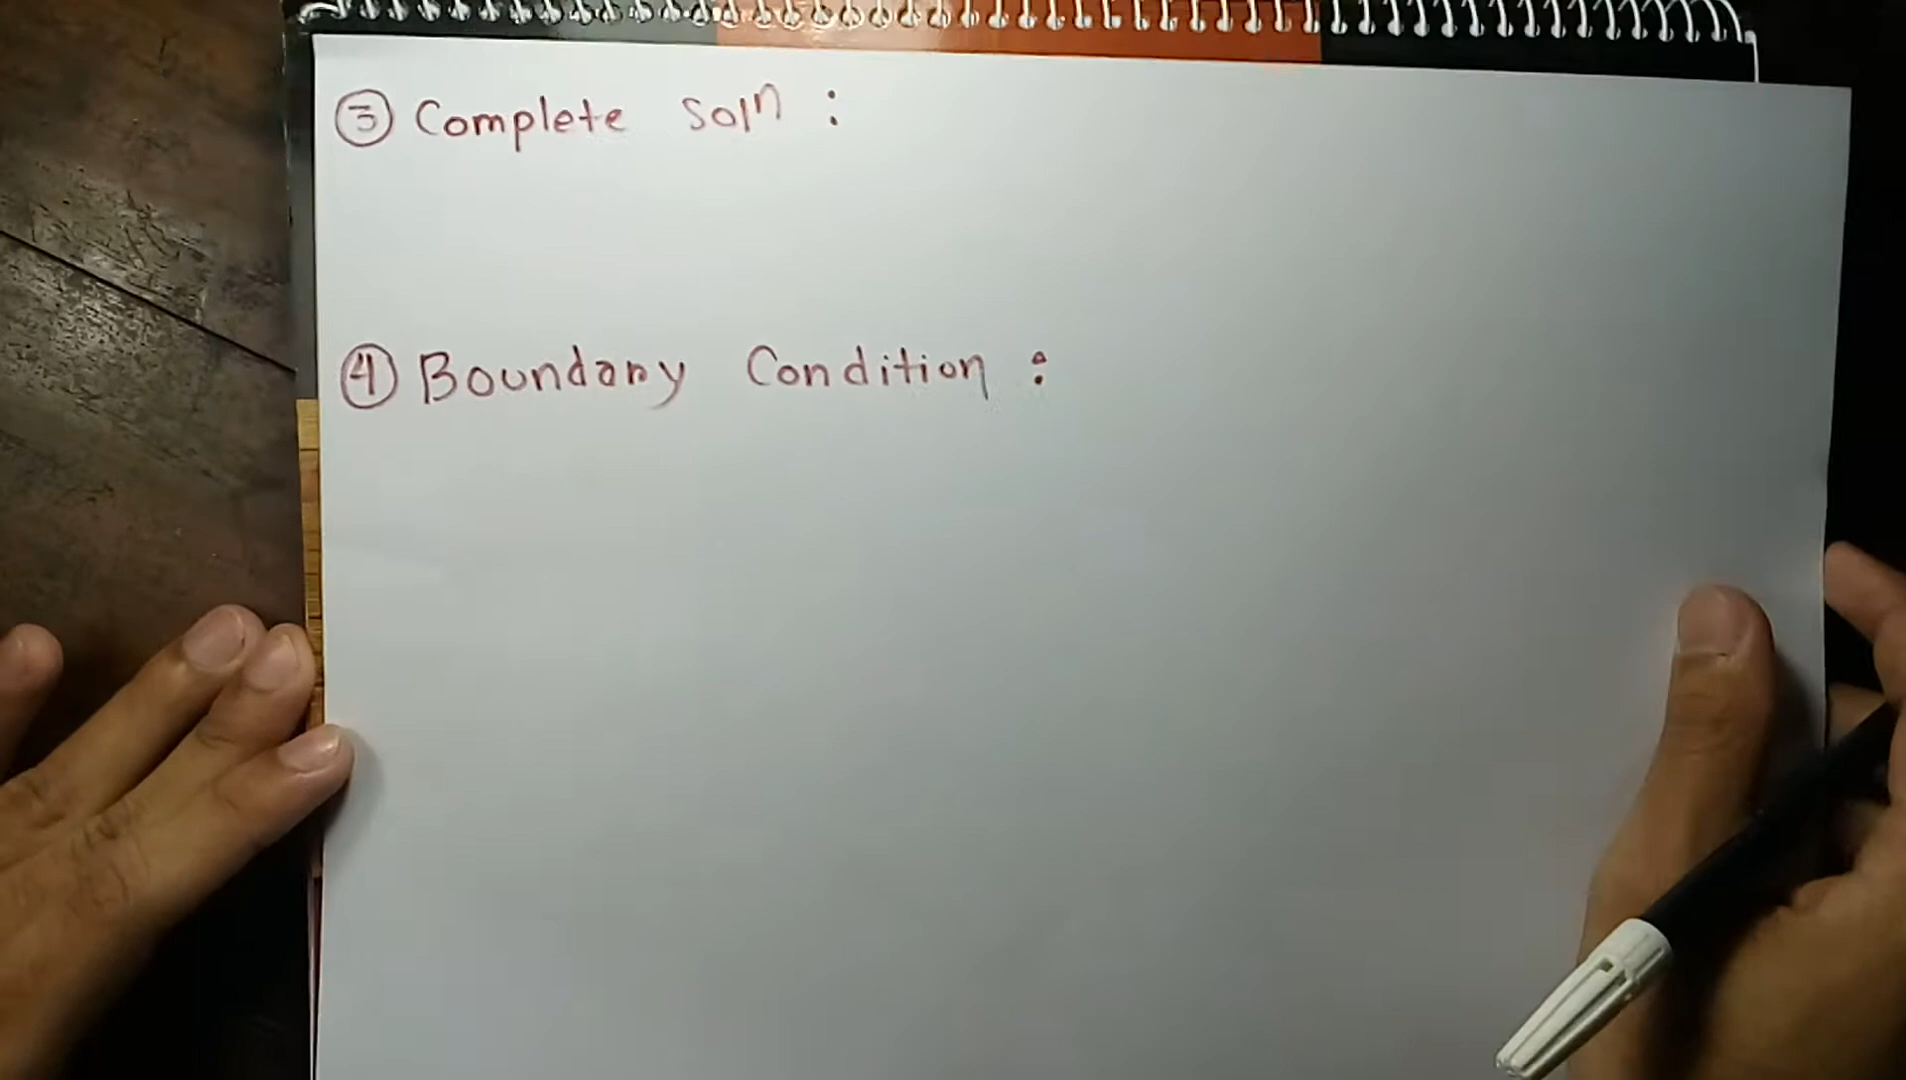 ③ Complete soln :
④ Boundary Condition :